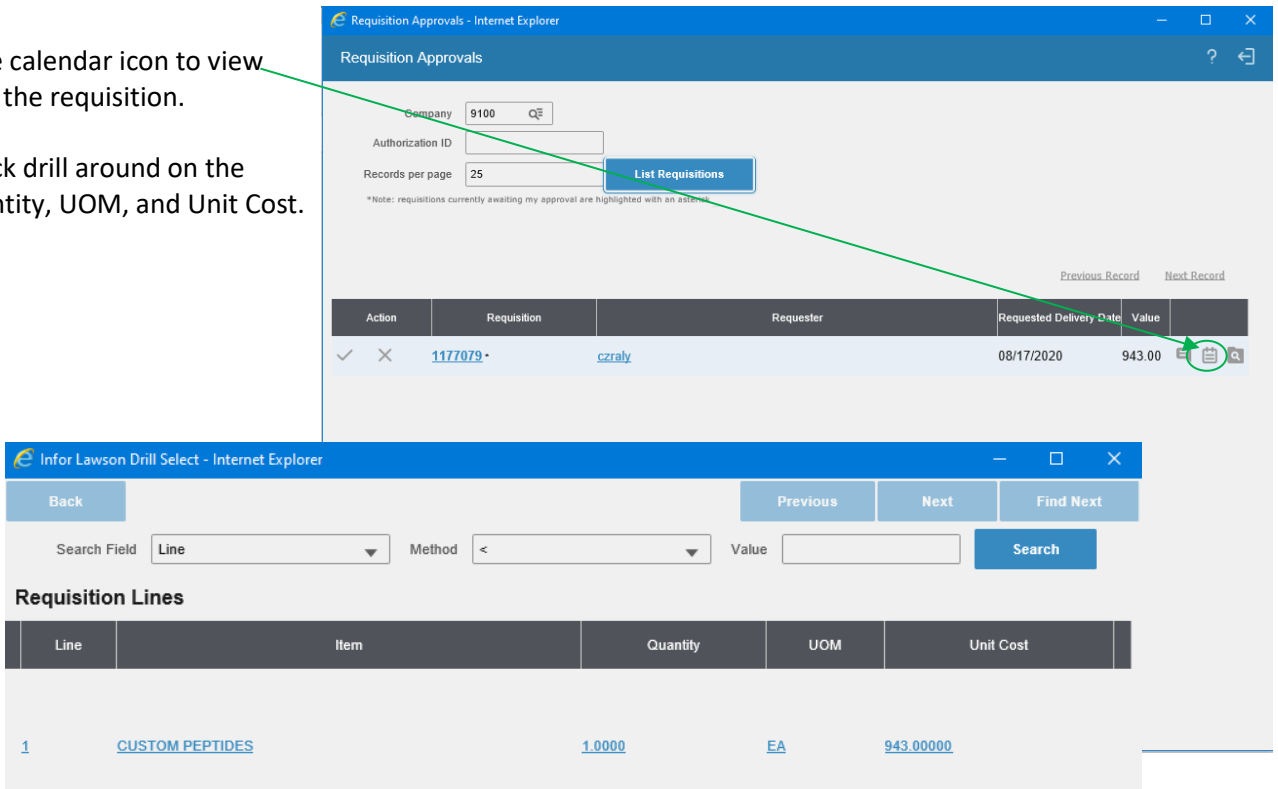 calendar icon to view
the requisition.
drill around on the
UOM, and Unit Cost.
Requisition Approvals - Internet Explorer
Requisition Approvals
?
Company 9100
Authorization ID
Records per page 25 List Requisitions
*Note: requisitions currently awaiting my approval are highlighted with an asterisk
Previous Record Next Record
Action Requisition Requester Requested Delivery Date Value
1177079 * czraly 08/17/2020 943.00
Infor Lawson Drill Select - Internet Explorer
Back Previous Next Find Next
Search Field Line Method < Value Search
Requisition Lines
Line Item Quantity UOM Unit Cost
1 CUSTOM PEPTIDES 1.0000 EA 943.00000